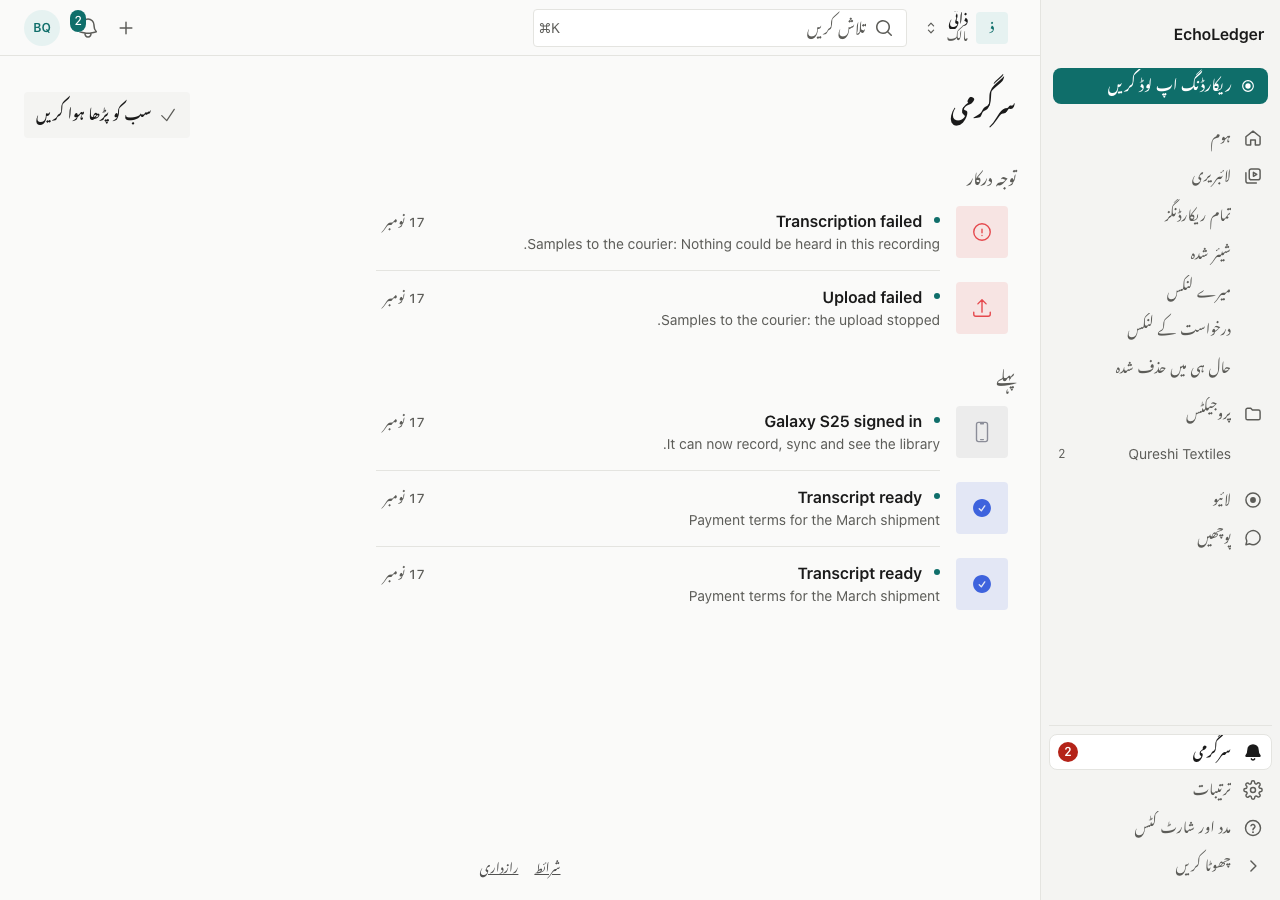 EchoLedger
ریکارڈنگ اپ لوڈ کریں
ہوم
لائبریری
تمام ریکارڈنگز
شیئر شدہ
میرے لنکس
درخواست کے لنکس
حال ہی میں حذف شدہ
پروجیکٹس
Qureshi Textiles 2
لائیو
پوچھیں
سرگرمی 2
ترتیبات
مدد اور شارٹ کٹس
چھوٹا کریں
ذ
ذاتی
مالک
تلاش کریں ⌘K
2
BQ
سرگرمی
سب کو پڑھا ہوا کریں
توجہ درکار
Transcription failed
17 نومبر
Samples to the courier: Nothing could be heard in this recording.
Upload failed
17 نومبر
Samples to the courier: the upload stopped.
پہلے
Galaxy S25 signed in
17 نومبر
It can now record, sync and see the library.
Transcript ready
17 نومبر
Payment terms for the March shipment
Transcript ready
17 نومبر
Payment terms for the March shipment
شرائط
رازداری